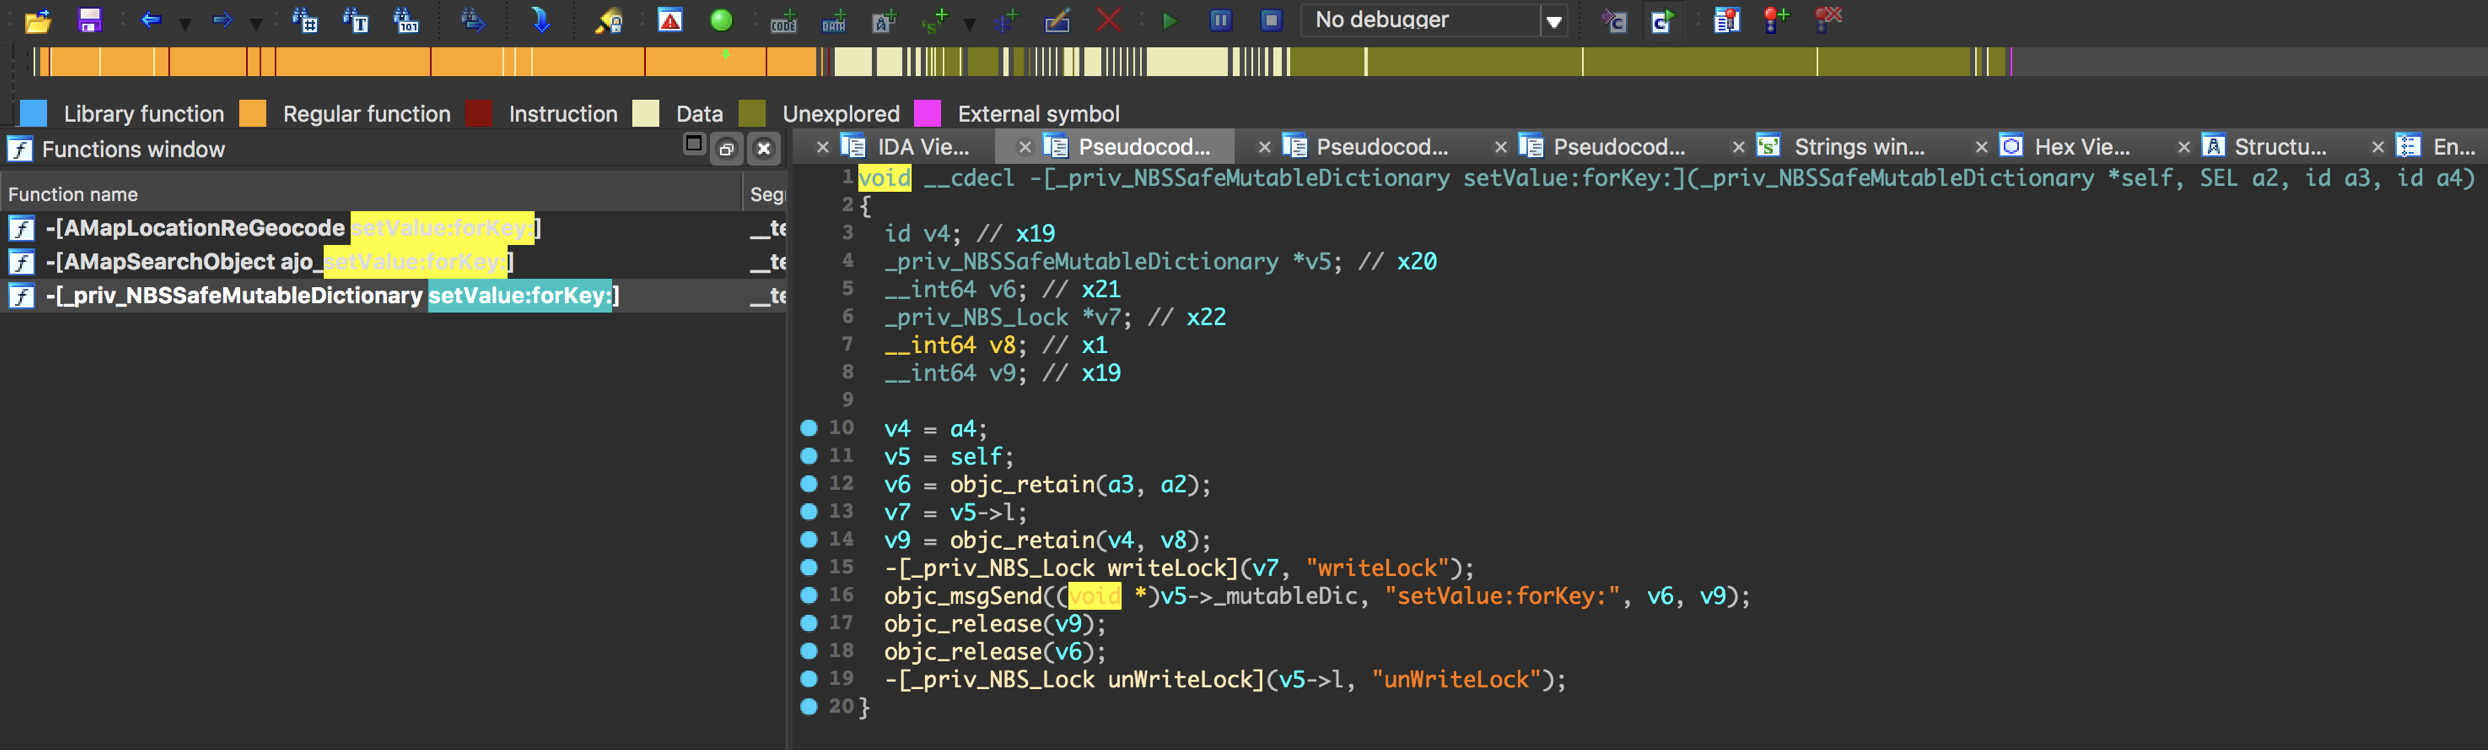 No debugger
Library function Regular function Instruction Data Unexplored External symbol
Functions window
Function name Seg
-[AMapLocationReGeocode setValue:forKey:] __te
-[AMapSearchObject ajo_setValue:forKey:] __te
-[_priv_NBSSafeMutableDictionary setValue:forKey:] __te
IDA Vie... Pseudocod... Pseudocod... Pseudocod... Strings win... Hex Vie... Structu... En...
1 void __cdecl -[_priv_NBSSafeMutableDictionary setValue:forKey:](_priv_NBSSafeMutableDictionary *self, SEL a2, id a3, id a4)
2 {
3 id v4; // x19
4 _priv_NBSSafeMutableDictionary *v5; // x20
5 __int64 v6; // x21
6 _priv_NBS_Lock *v7; // x22
7 __int64 v8; // x1
8 __int64 v9; // x19
9
10 v4 = a4;
11 v5 = self;
12 v6 = objc_retain(a3, a2);
13 v7 = v5->l;
14 v9 = objc_retain(v4, v8);
15 -[_priv_NBS_Lock writeLock](v7, "writeLock");
16 objc_msgSend((void *)v5->_mutableDic, "setValue:forKey:", v6, v9);
17 objc_release(v9);
18 objc_release(v6);
19 -[_priv_NBS_Lock unWriteLock](v5->l, "unWriteLock");
20 }